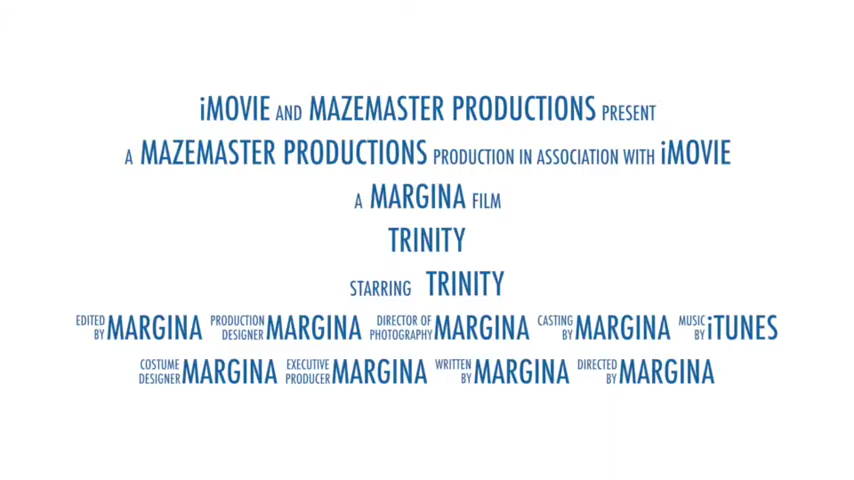 iMOVIE AND MAZEMASTER PRODUCTIONS PRESENT
A MAZEMASTER PRODUCTIONS PRODUCTION IN ASSOCIATION WITH iMOVIE
A MARGINA FILM
TRINITY
STARRING TRINITY
EDITED BY MARGINA PRODUCTION DESIGNER MARGINA DIRECTOR OF PHOTOGRAPHY MARGINA CASTING BY MARGINA MUSIC BY iTUNES
COSTUME DESIGNER MARGINA EXECUTIVE PRODUCER MARGINA WRITTEN BY MARGINA DIRECTED BY MARGINA